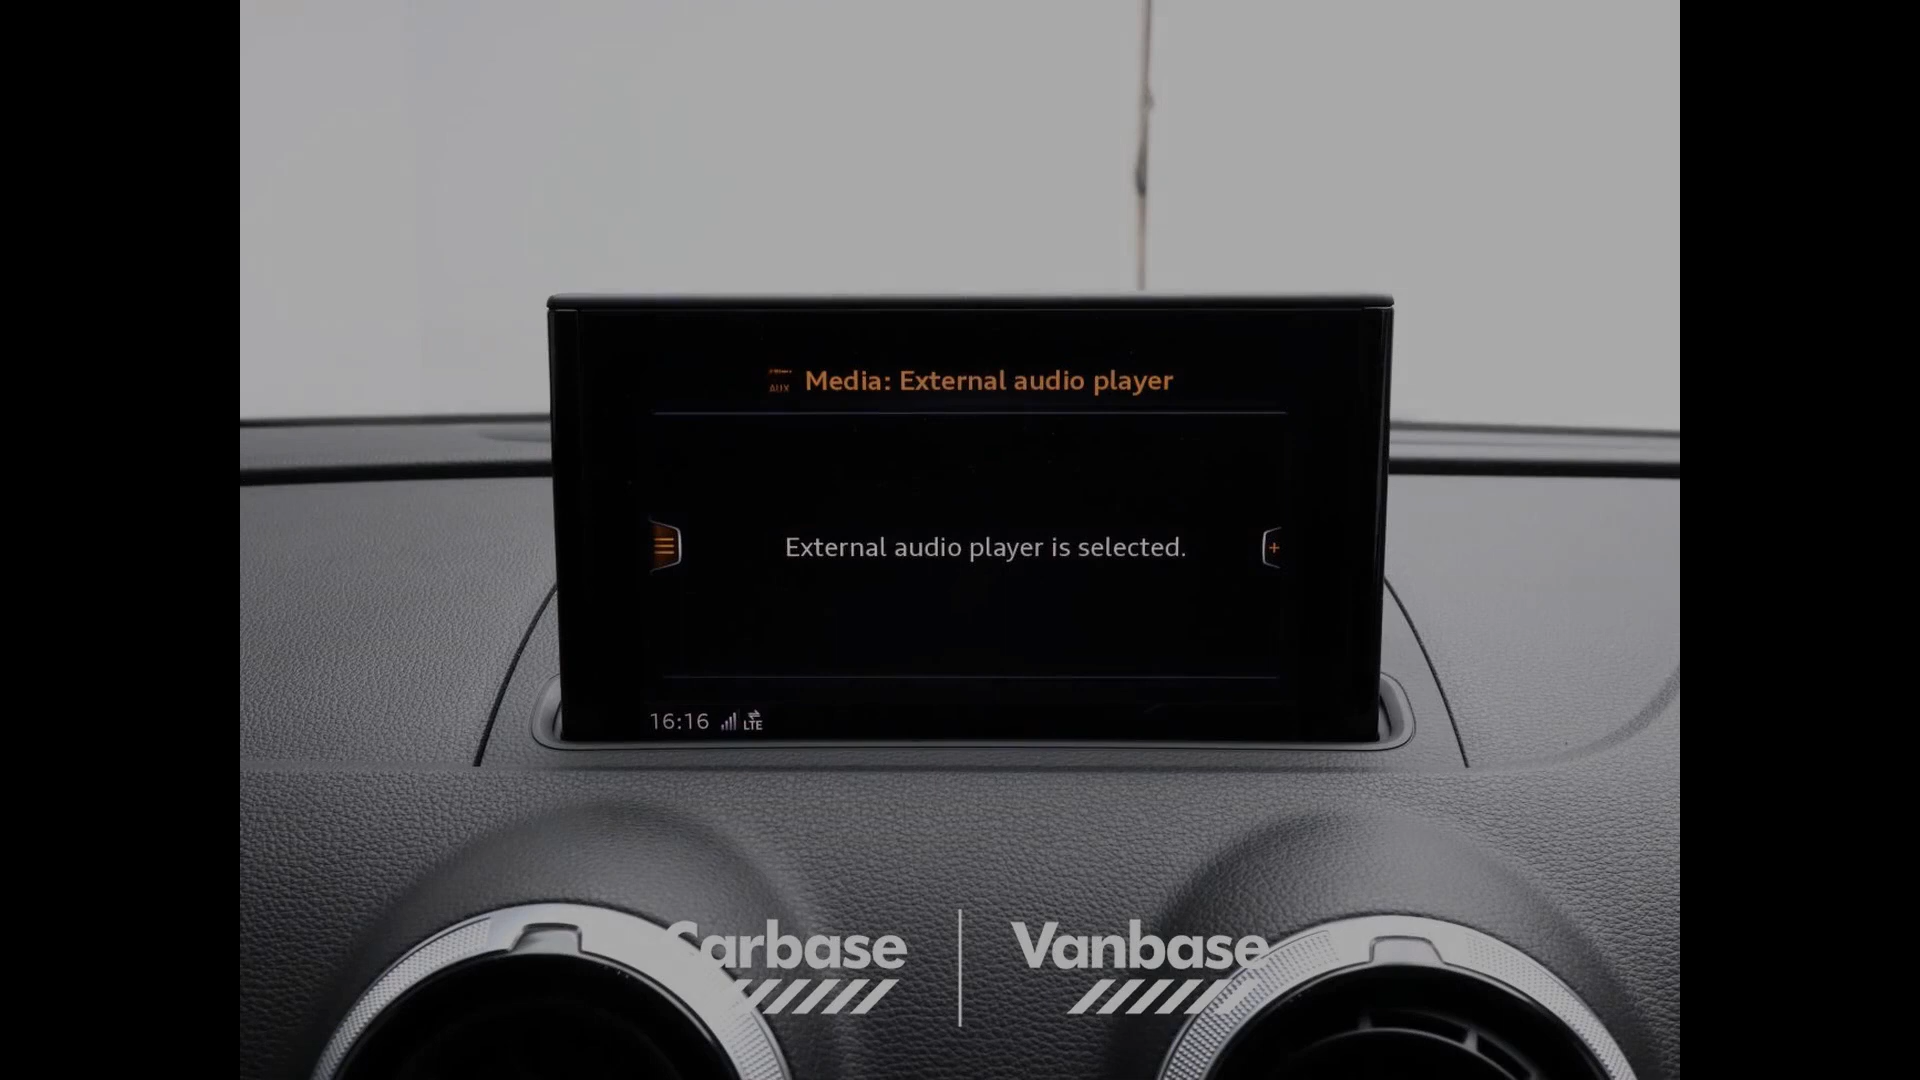 AUX Media: External audio player
External audio player is selected.
16:16 LTE
Carbase Vanbase